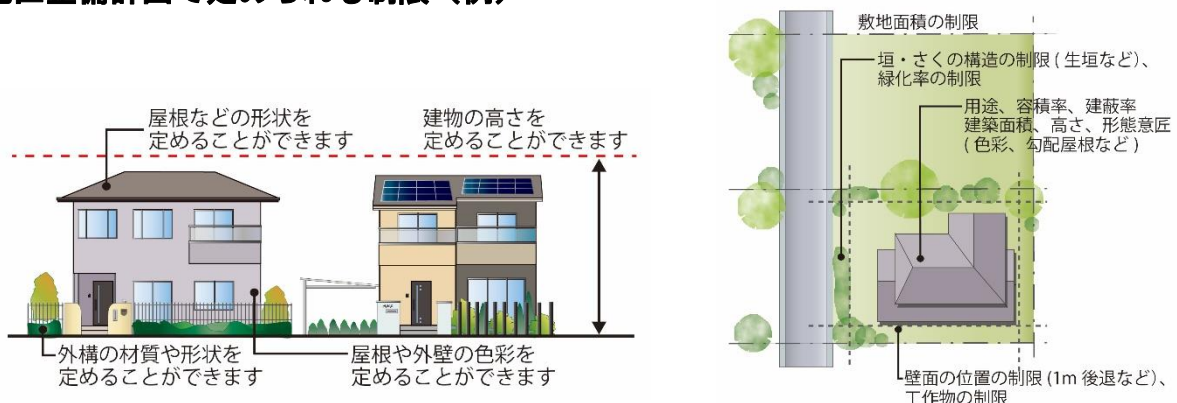 地区整備計画で定められる制限（例）
屋根などの形状を
定めることができます
建物の高さを
定めることができます
外構の材質や形状を
定めることができます
屋根や外壁の色彩を
定めることができます
敷地面積の制限
垣・さくの構造の制限 ( 生垣など )、
緑化率の制限
用途、容積率、建蔽率
建築面積、高さ、形態意匠
( 色彩、勾配屋根など )
壁面の位置の制限 (1m 後退など )、
工作物の制限